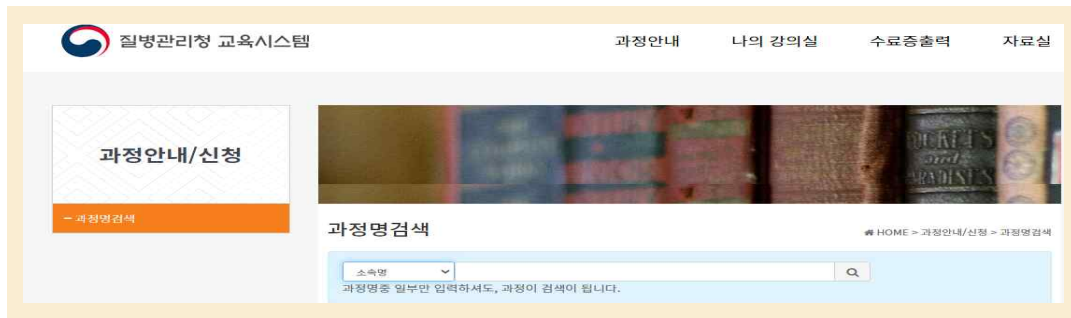 질병관리청 교육시스템
과정안내 나의 강의실 수료증출력 자료실
과정안내/신청
- 과정명검색
과정명검색
HOME > 과정안내/신청 > 과정명검색
소속명
과정명중 일부만 입력하셔도, 과정이 검색이 됩니다.